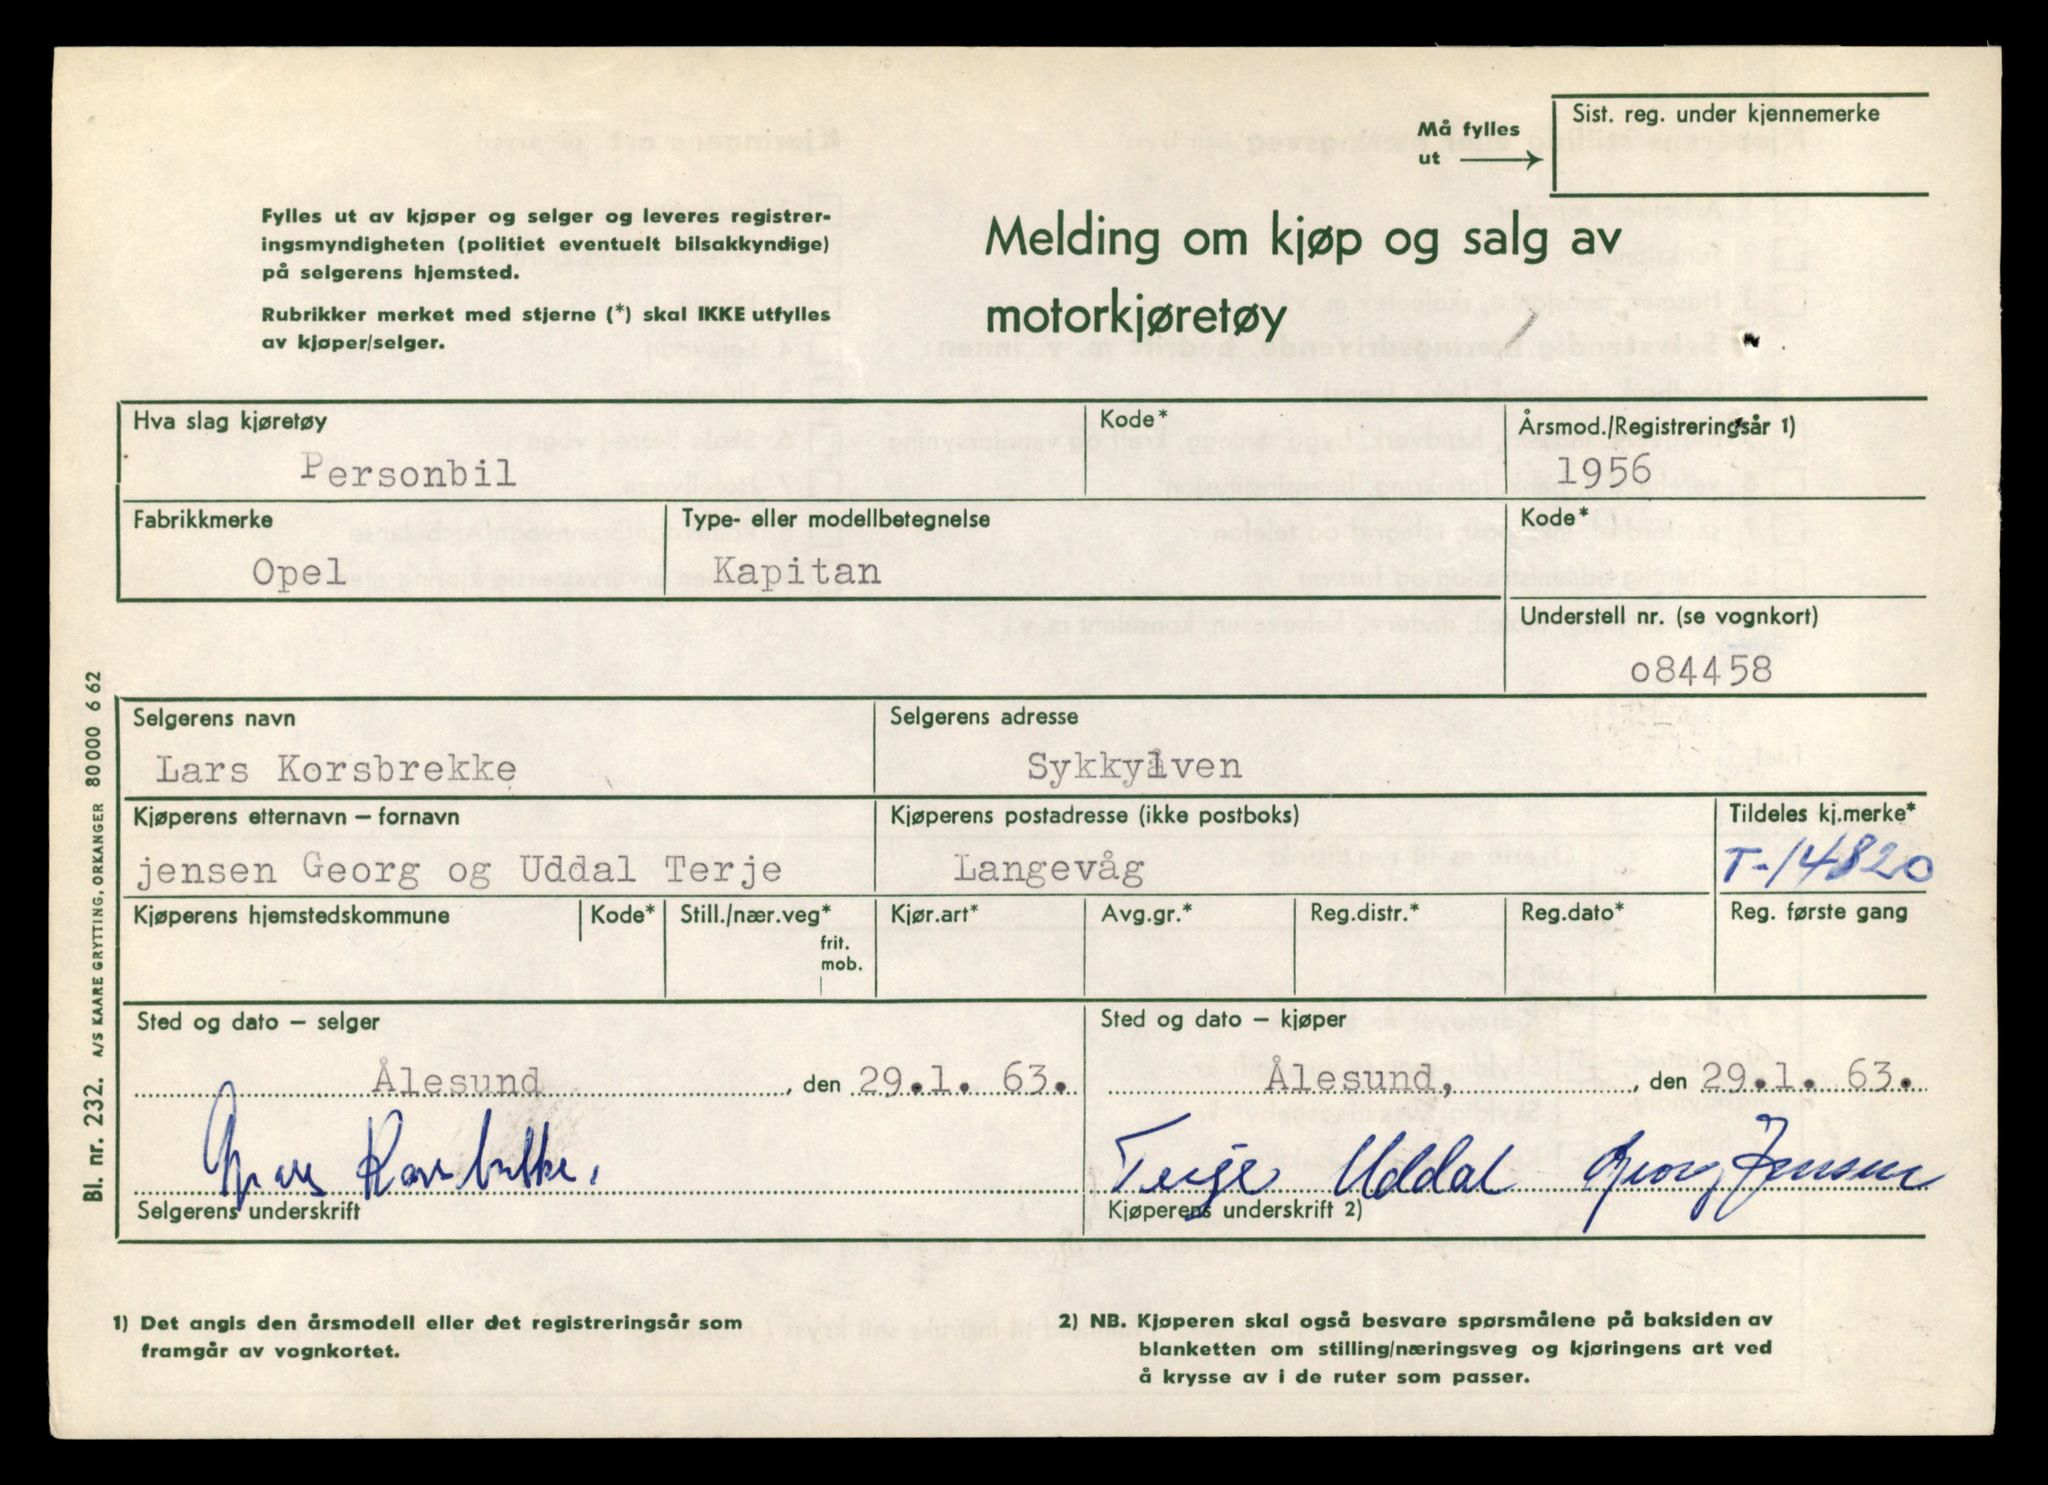 Må fylles ut
Sist. reg. under kjennemerke
Fylles ut av kjøper og selger og leveres registrer-
ingsmyndigheten (politiet eventuelt bilsakkyndige)
på selgerens hjemsted.
Rubrikker merket med stjerne (*) skal IKKE utfylles
av kjøper/selger.
Melding om kjøp og salg av
motorkjøretøy
Hva slag kjøretøy
Personbil
Kode*
Årsmod./Registreringsår 1)
1956
Fabrikkmerke
Opel
Type- eller modellbetegnelse
Kapitan
Kode*
Understell nr. (se vognkort)
o84458
Selgerens navn
Lars Korsbrekke
Selgerens adresse
Sykkylven
Kjøperens etternavn – fornavn
jensen Georg og Uddal Terje
Kjøperens postadresse (ikke postboks)
Langevåg
Tildeles kj.merke*
T-14820
Kjøperens hjemstedskommune
Kode*
Still./nær.veg*
frit.
mob.
Kjør.art*
Avg.gr.*
Reg.distr.*
Reg.dato*
Reg. første gang
Sted og dato – selger
Ålesund, den 29.1. 63.
Lars Korsbrekke.
Selgerens underskrift
Sted og dato – kjøper
Ålesund, , den 29.1. 63.
Terje Uddal Georg Jensen
Kjøperens underskrift 2)
1) Det angis den årsmodell eller det registreringsår som
framgår av vognkortet.
2) NB. Kjøperen skal også besvare spørsmålene på baksiden av
blanketten om stilling/næringsveg og kjøringens art ved
å krysse av i de ruter som passer.
Bl. nr. 232. A/S KAARE GRYTTING, ORKANGER 80000 6 62